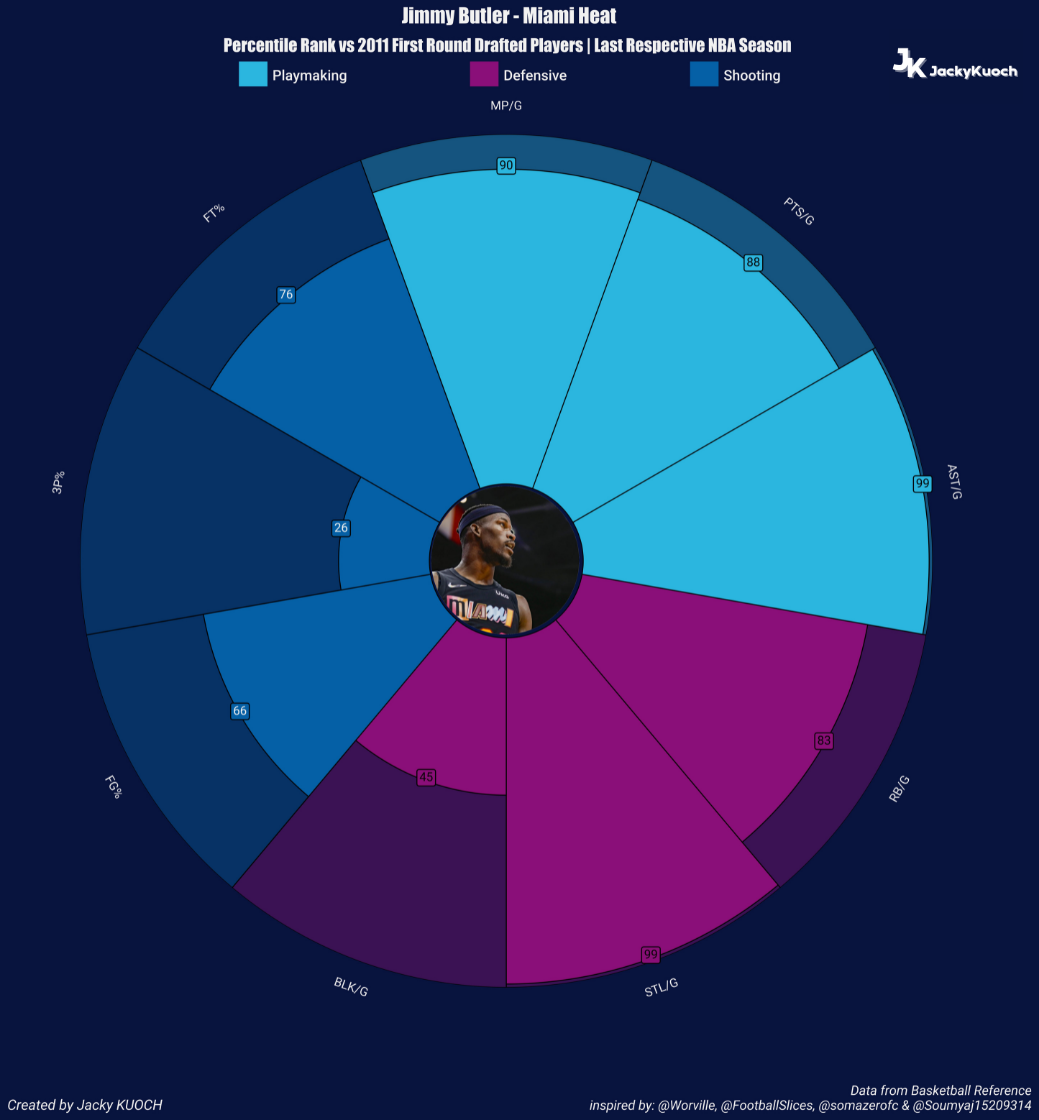 Jimmy Butler - Miami Heat
Percentile Rank vs 2011 First Round Drafted Players | Last Respective NBA Season
Playmaking
Defensive
Shooting
JK JackyKuoch
MP/G
90
PTS/G
88
AST/G
99
RB/G
83
STL/G
99
BLK/G
45
FG%
66
3P%
26
FT%
76
MIAMI
Created by Jacky KUOCH
Data from Basketball Reference
inspired by: @Worville, @FootballSlices, @somazerofc & @Soumyaj15209314